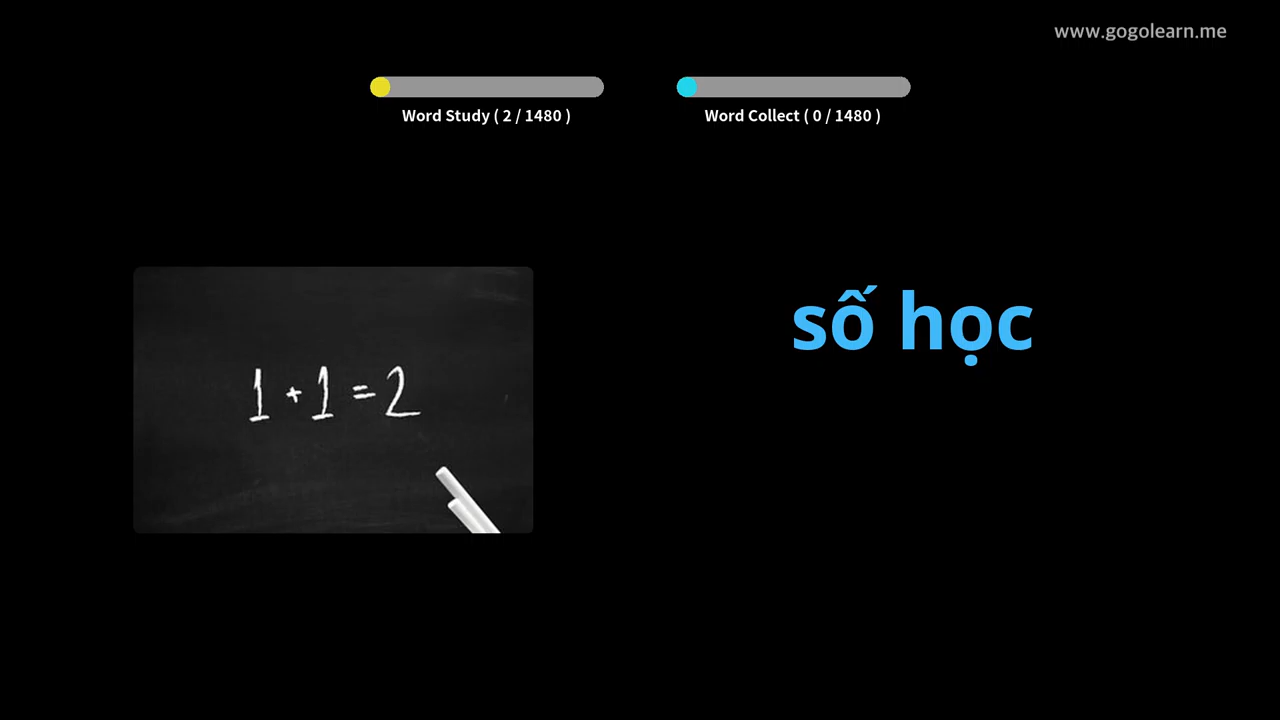 www.gogolearn.me
Word Study ( 2 / 1480 )
Word Collect ( 0 / 1480 )
số học
1 + 1 = 2